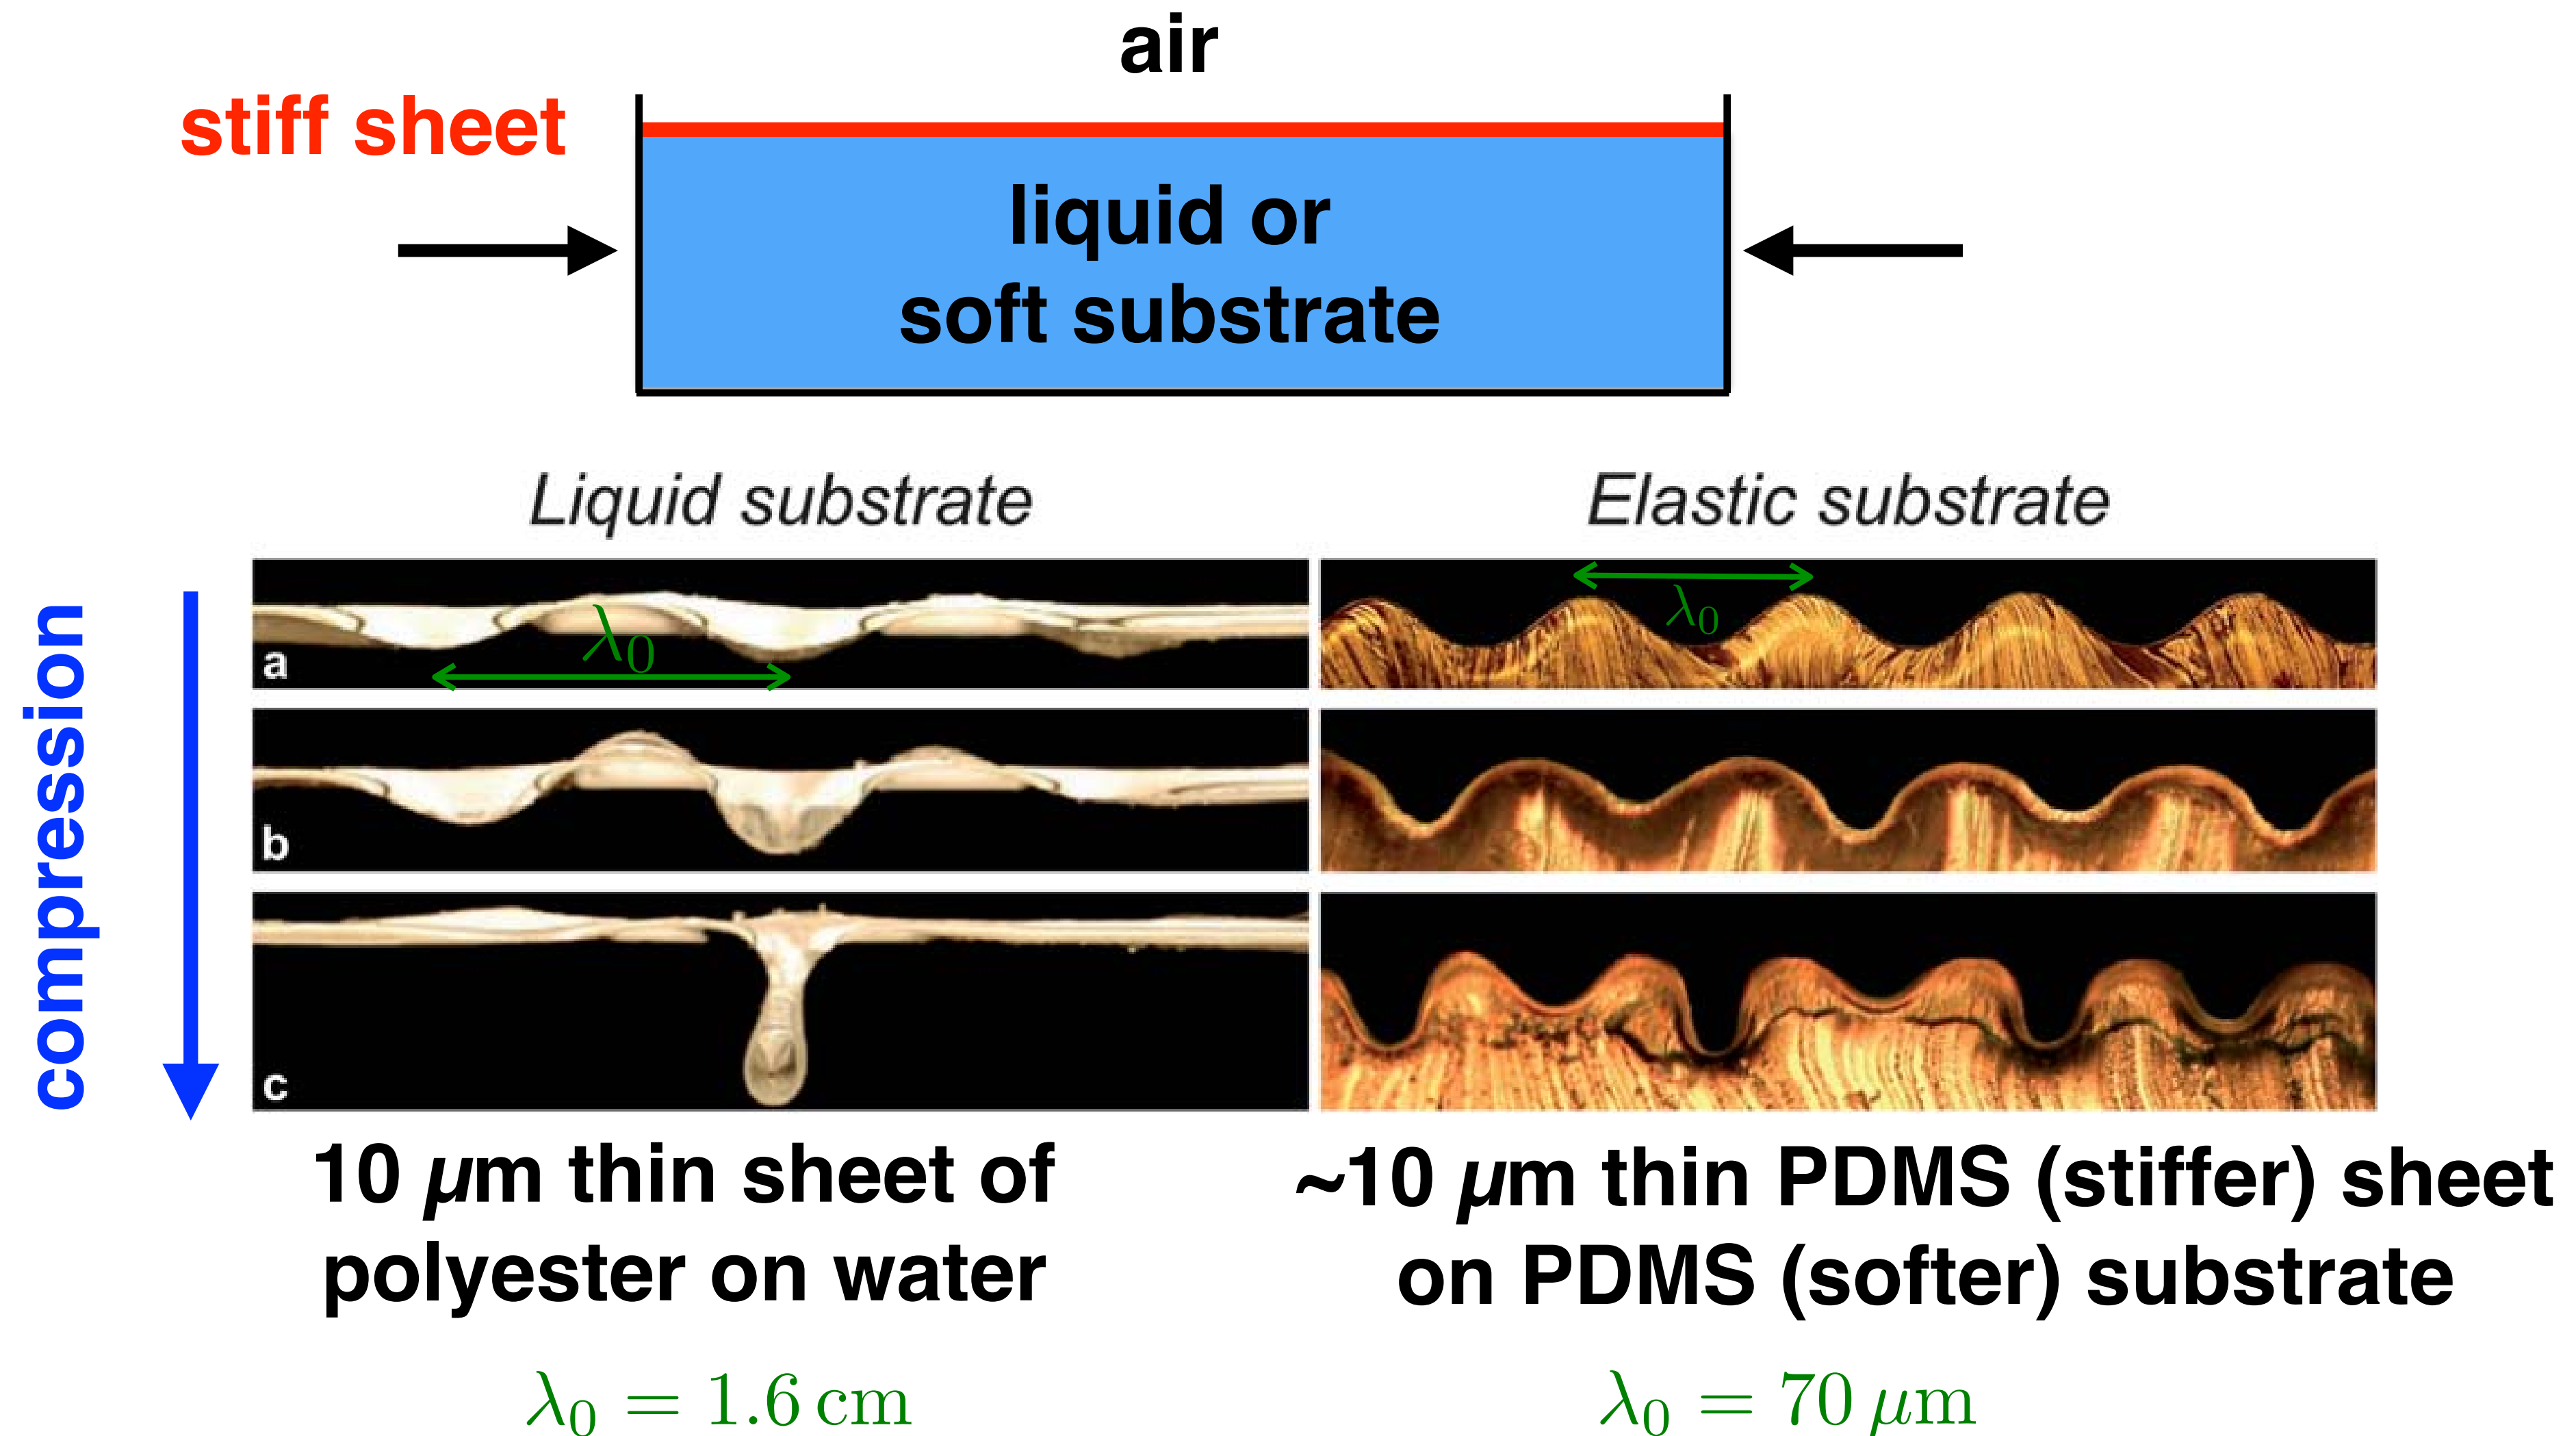 air
stiff sheet
liquid or
soft substrate
Liquid substrate
Elastic substrate
compression
λ₀
λ₀
a
b
c
10 µm thin sheet of
polyester on water
~10 µm thin PDMS (stiffer) sheet
on PDMS (softer) substrate
λ₀ = 1.6 cm
λ₀ = 70 µm